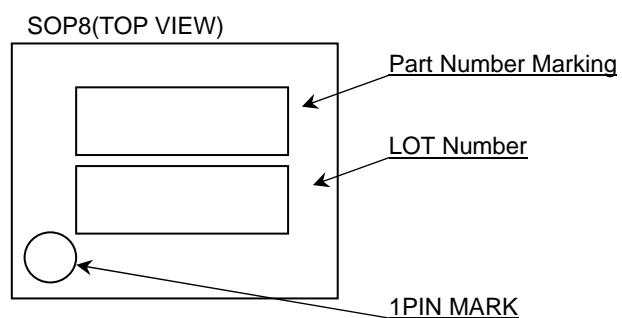 SOP8(TOP VIEW)
Part Number Marking
LOT Number
1PIN MARK